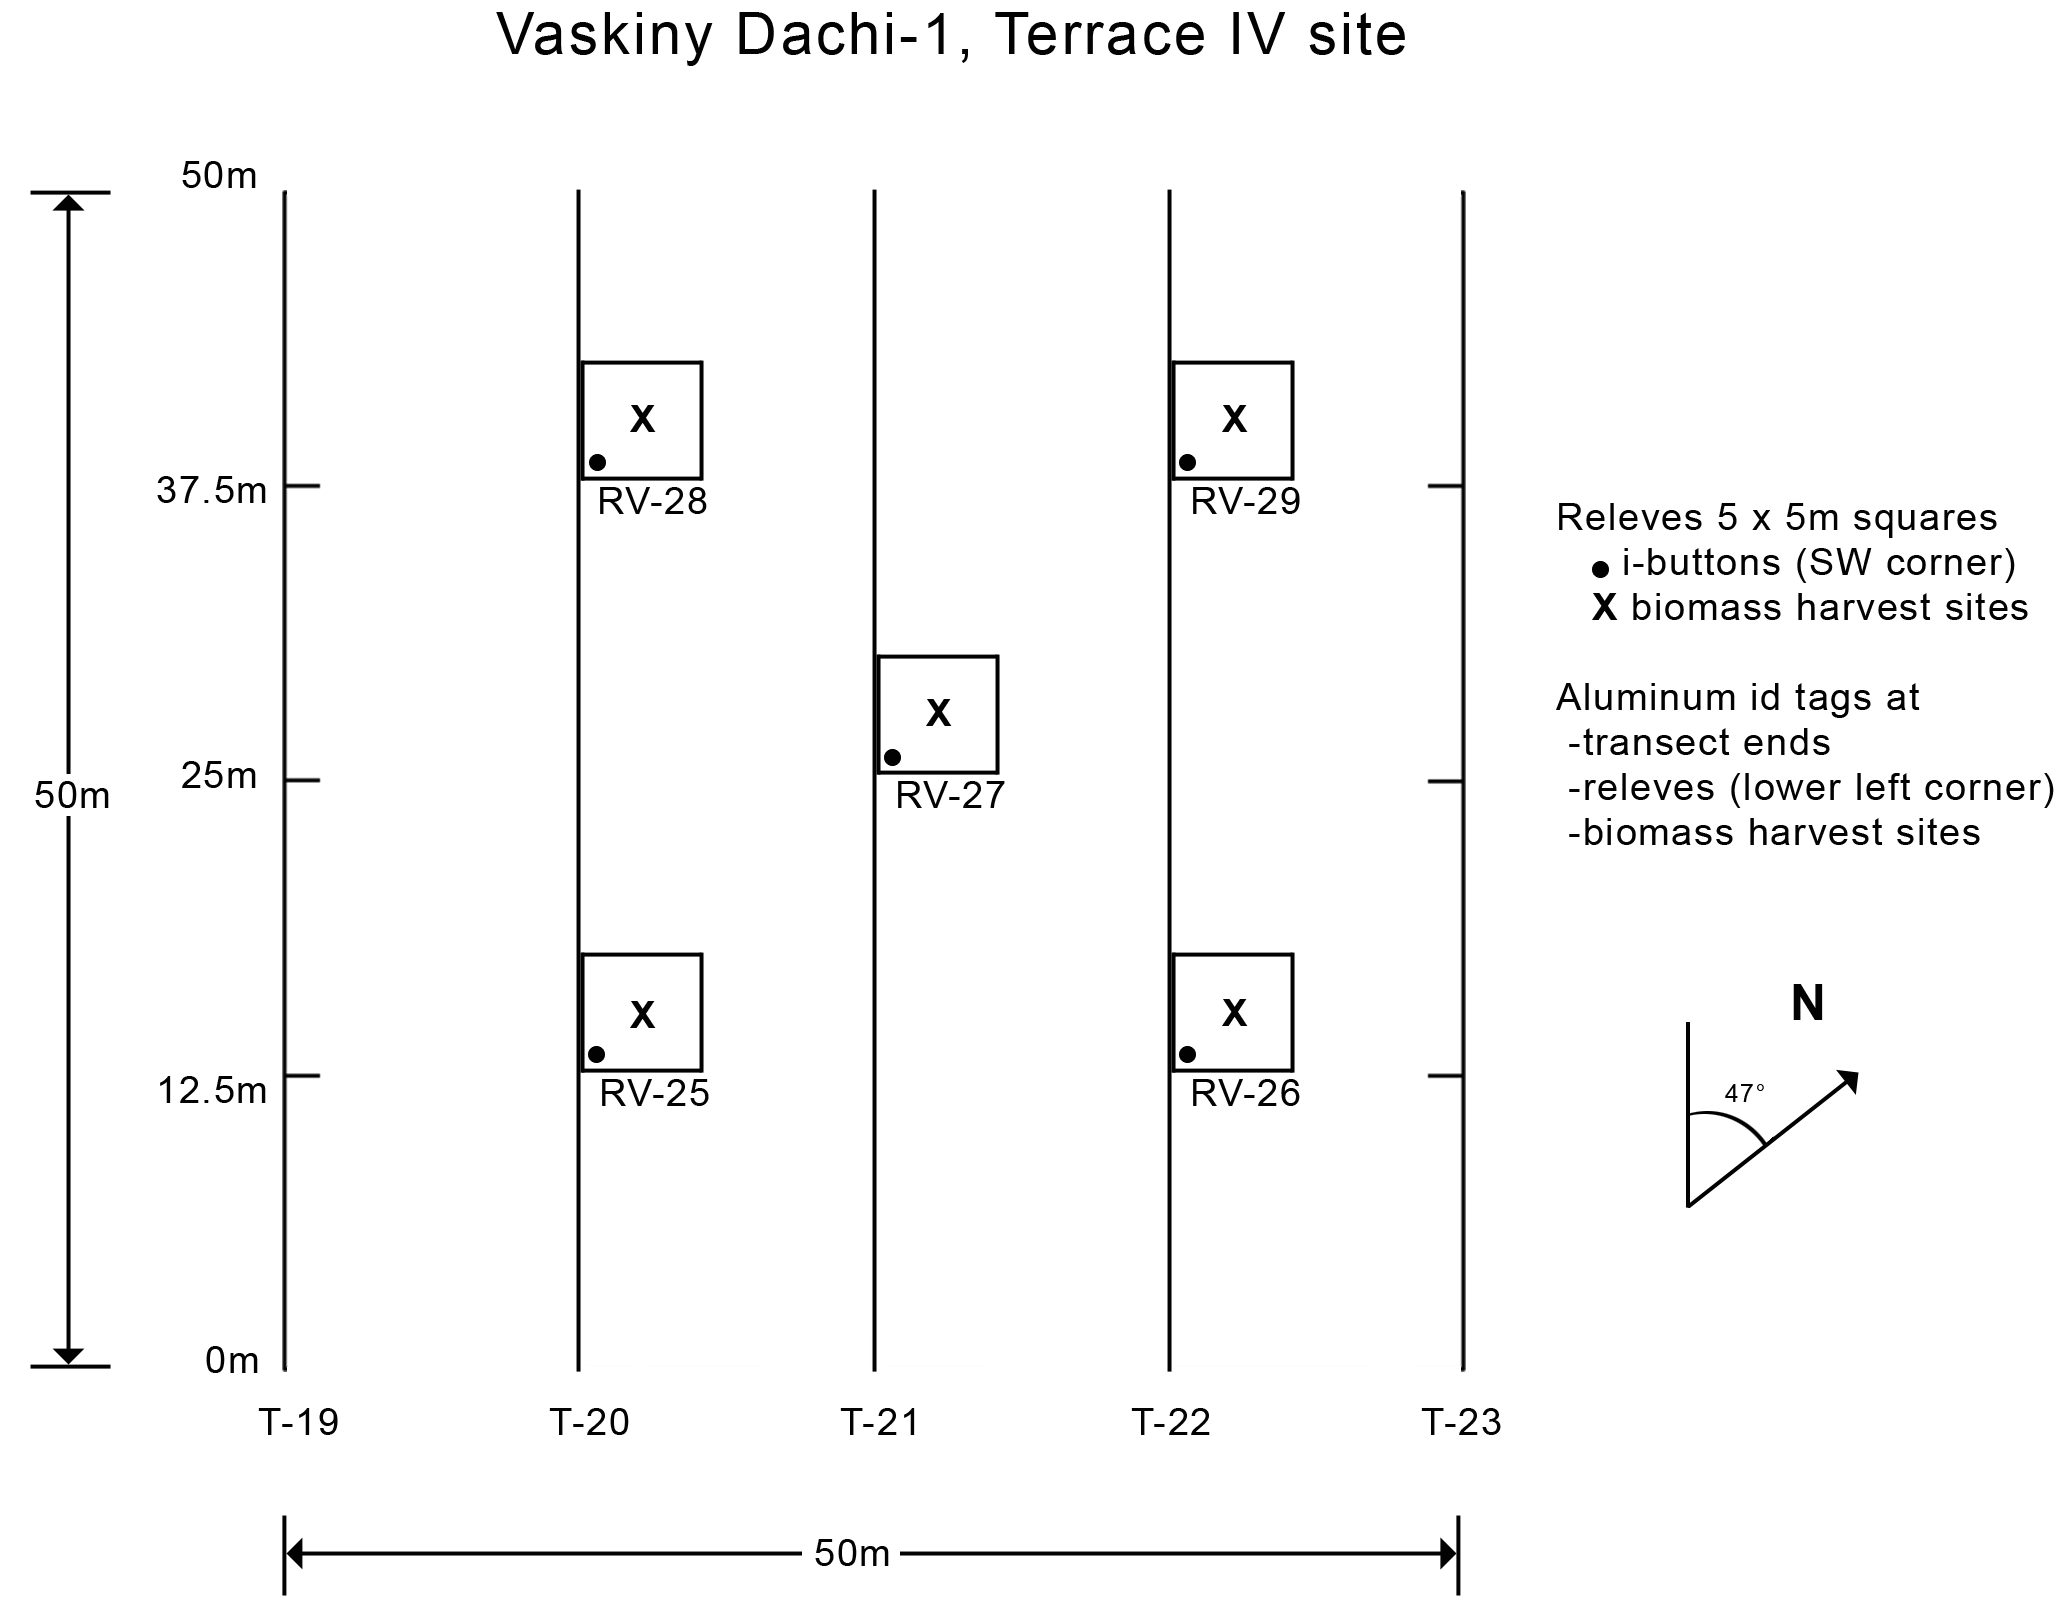 Vaskiny Dachi-1, Terrace IV site
50m
37.5m
25m
12.5m
0m
50m
RV-28
RV-29
RV-27
RV-25
RV-26
T-19
T-20
T-21
T-22
T-23
50m
Releves 5 x 5m squares
i-buttons (SW corner)
X biomass harvest sites
Aluminum id tags at
-transect ends
-releves (lower left corner)
-biomass harvest sites
N
47°
X
X
X
X
X